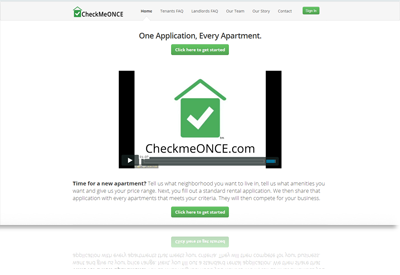 CheckMeONCE
Home Tenants FAQ Landlords FAQ Our Team Our Story Contact Sign In
One Application, Every Apartment.
Click here to get started
CheckmeONCE.com
Time for a new apartment? Tell us what neighborhood you want to live in, tell us what amenities you
want and give us your price range. Next, you fill out a standard rental application. We then share that
application with every apartments that meets your criteria. They will then compete for your business.
Click here to get started